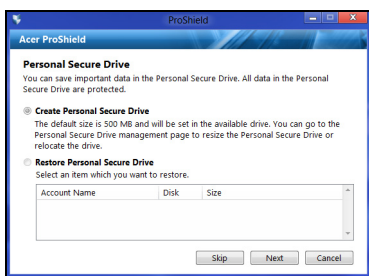 ProShield
Acer ProShield
Personal Secure Drive
You can save important data in the Personal Secure Drive. All data in the Personal
Secure Drive are protected.
Create Personal Secure Drive
The default size is 500 MB and will be set in the available drive. You can go to the
Personal Secure Drive management page to resize the Personal Secure Drive or
relocate the drive.
Restore Personal Secure Drive
Select an item which you want to restore.
Account Name Disk Size
Skip Next Cancel